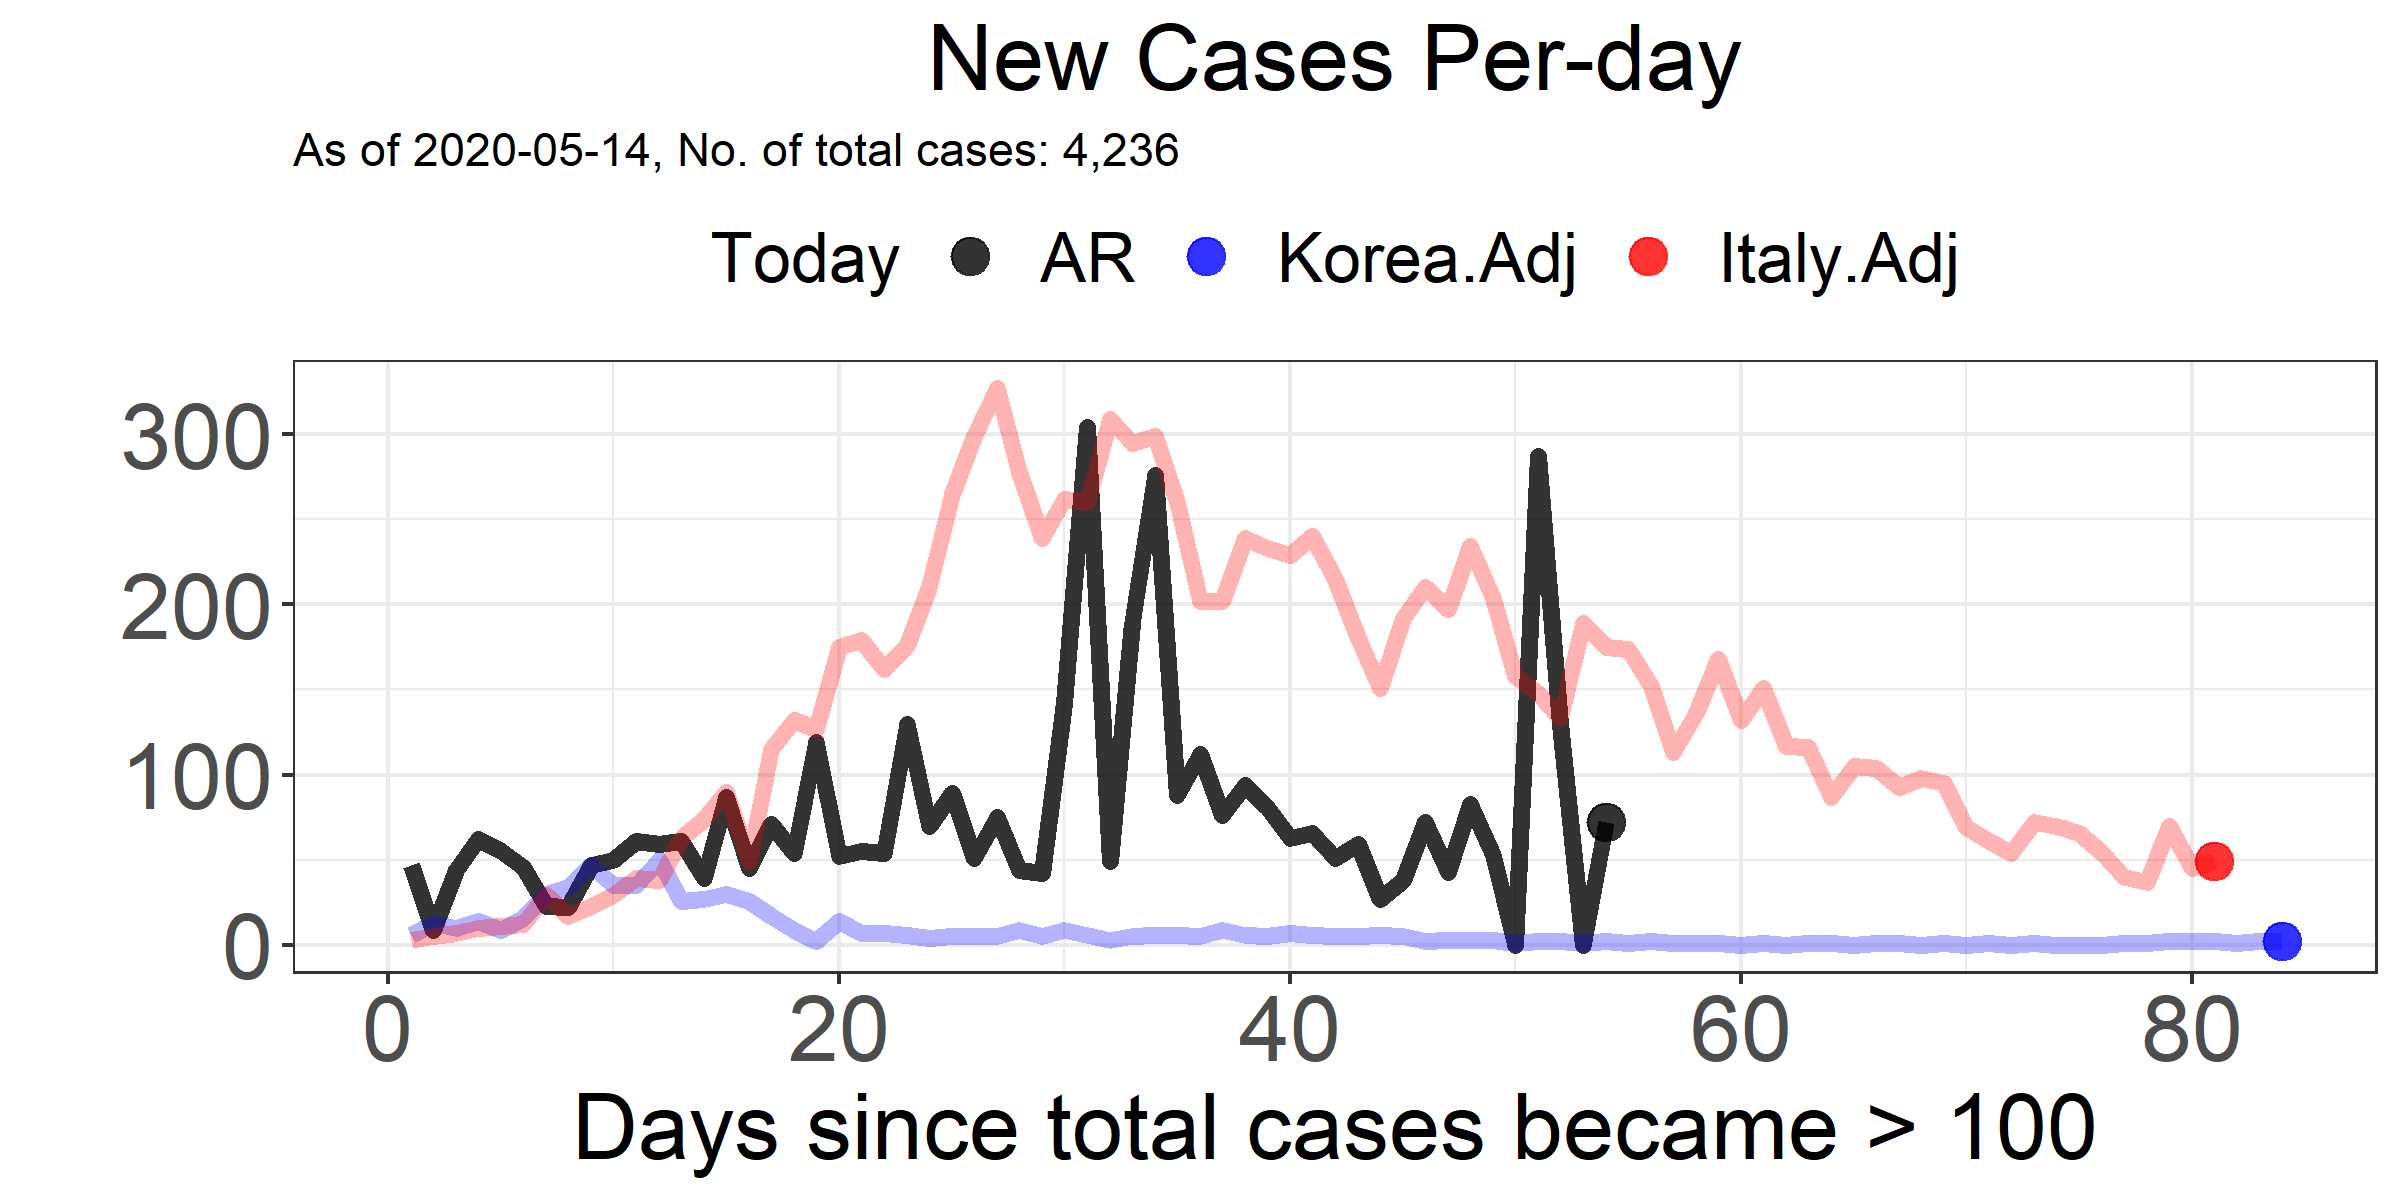 New Cases Per-day
As of 2020-05-14, No. of total cases: 4,236
Today AR Korea.Adj Italy.Adj
300
200
100
0
0 20 40 60 80
Days since total cases became > 100